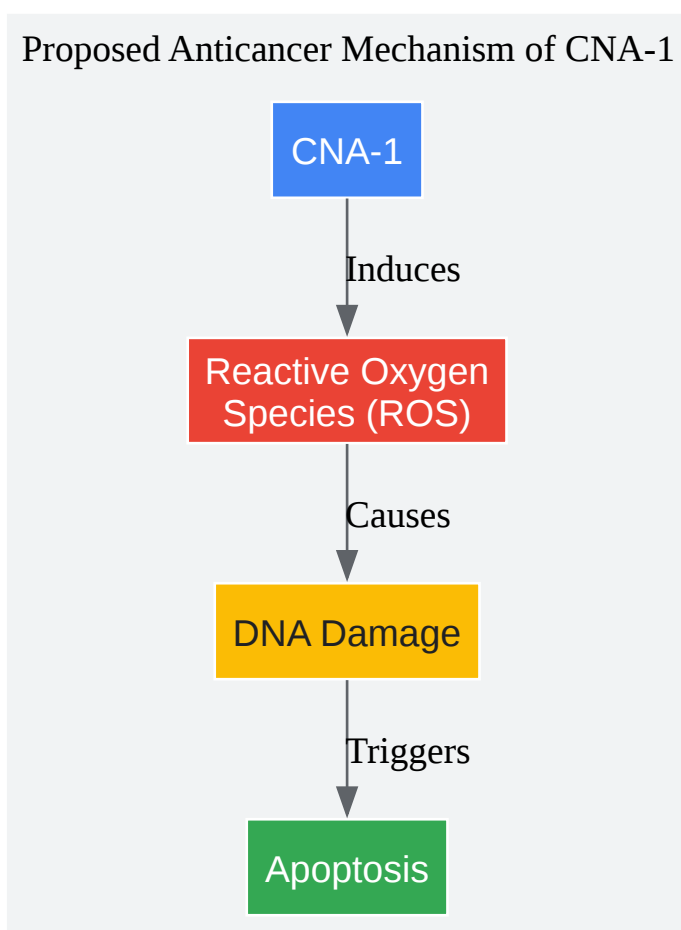 Proposed Anticancer Mechanism of CNA-1
CNA-1
Induces
Reactive Oxygen
Species (ROS)
Causes
DNA Damage
Triggers
Apoptosis